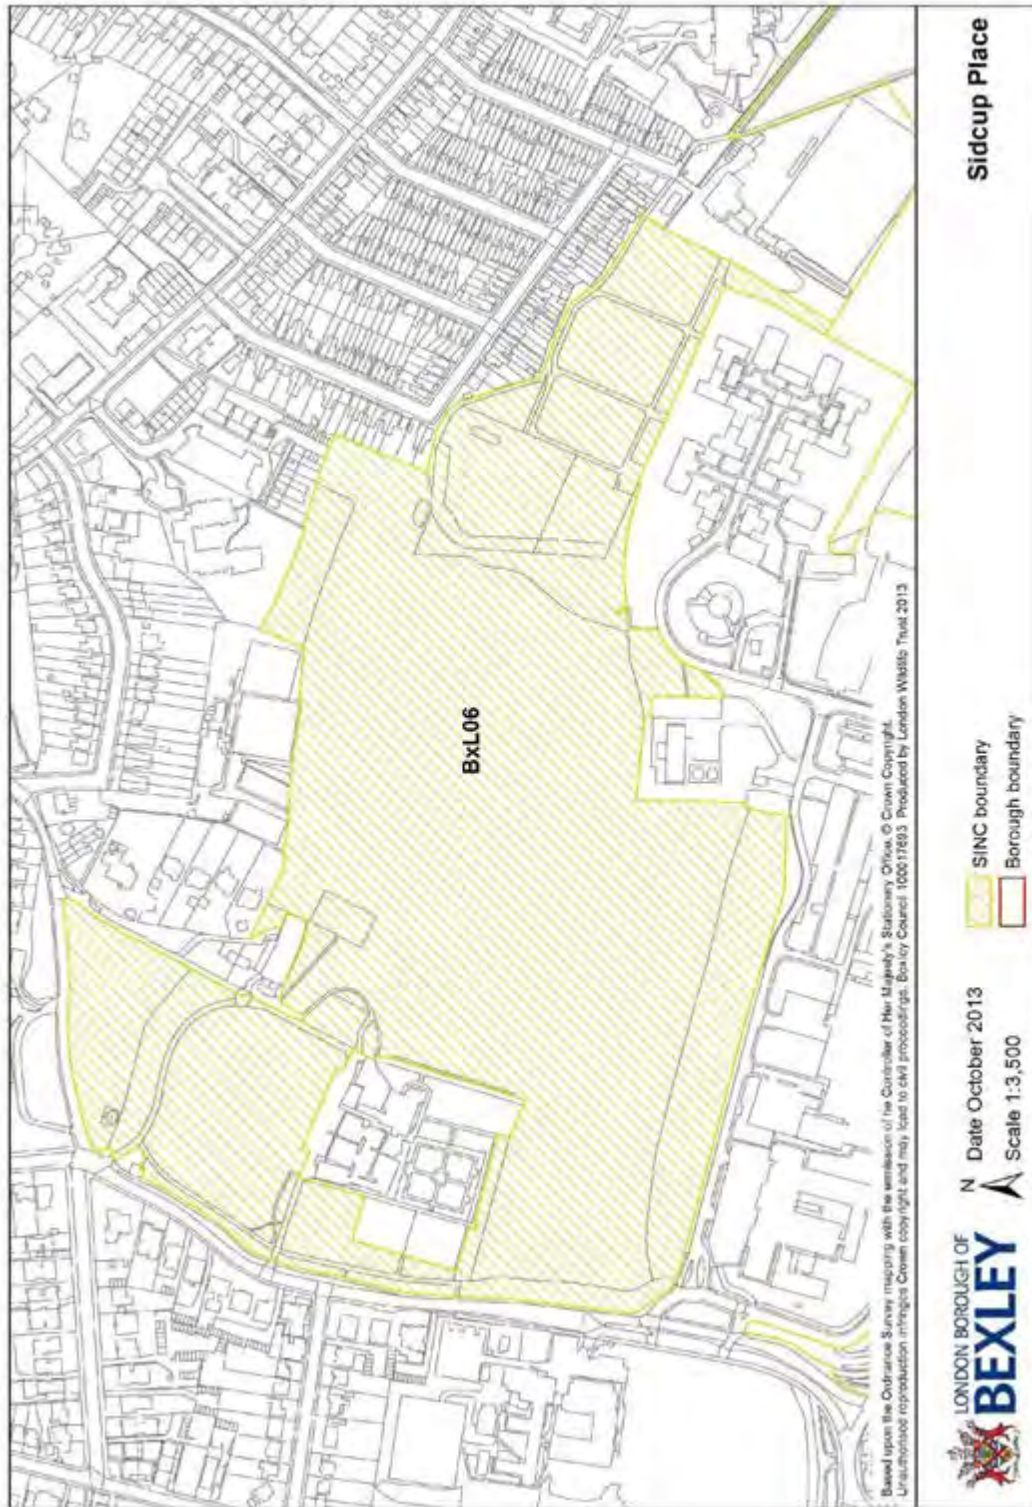 BxL06
Based upon the Ordnance Survey mapping with the permission of the Controller of Her Majesty's Stationery Office. © Crown Copyright.
Unauthorised reproduction infringes Crown copyright and may lead to civil proceedings. Bexley Council 100017693 Produced by London Wildlife Trust 2013
LONDON BOROUGH OF
BEXLEY
N
Date October 2013
Scale 1:3,500
SINC boundary
Borough boundary
Sidcup Place